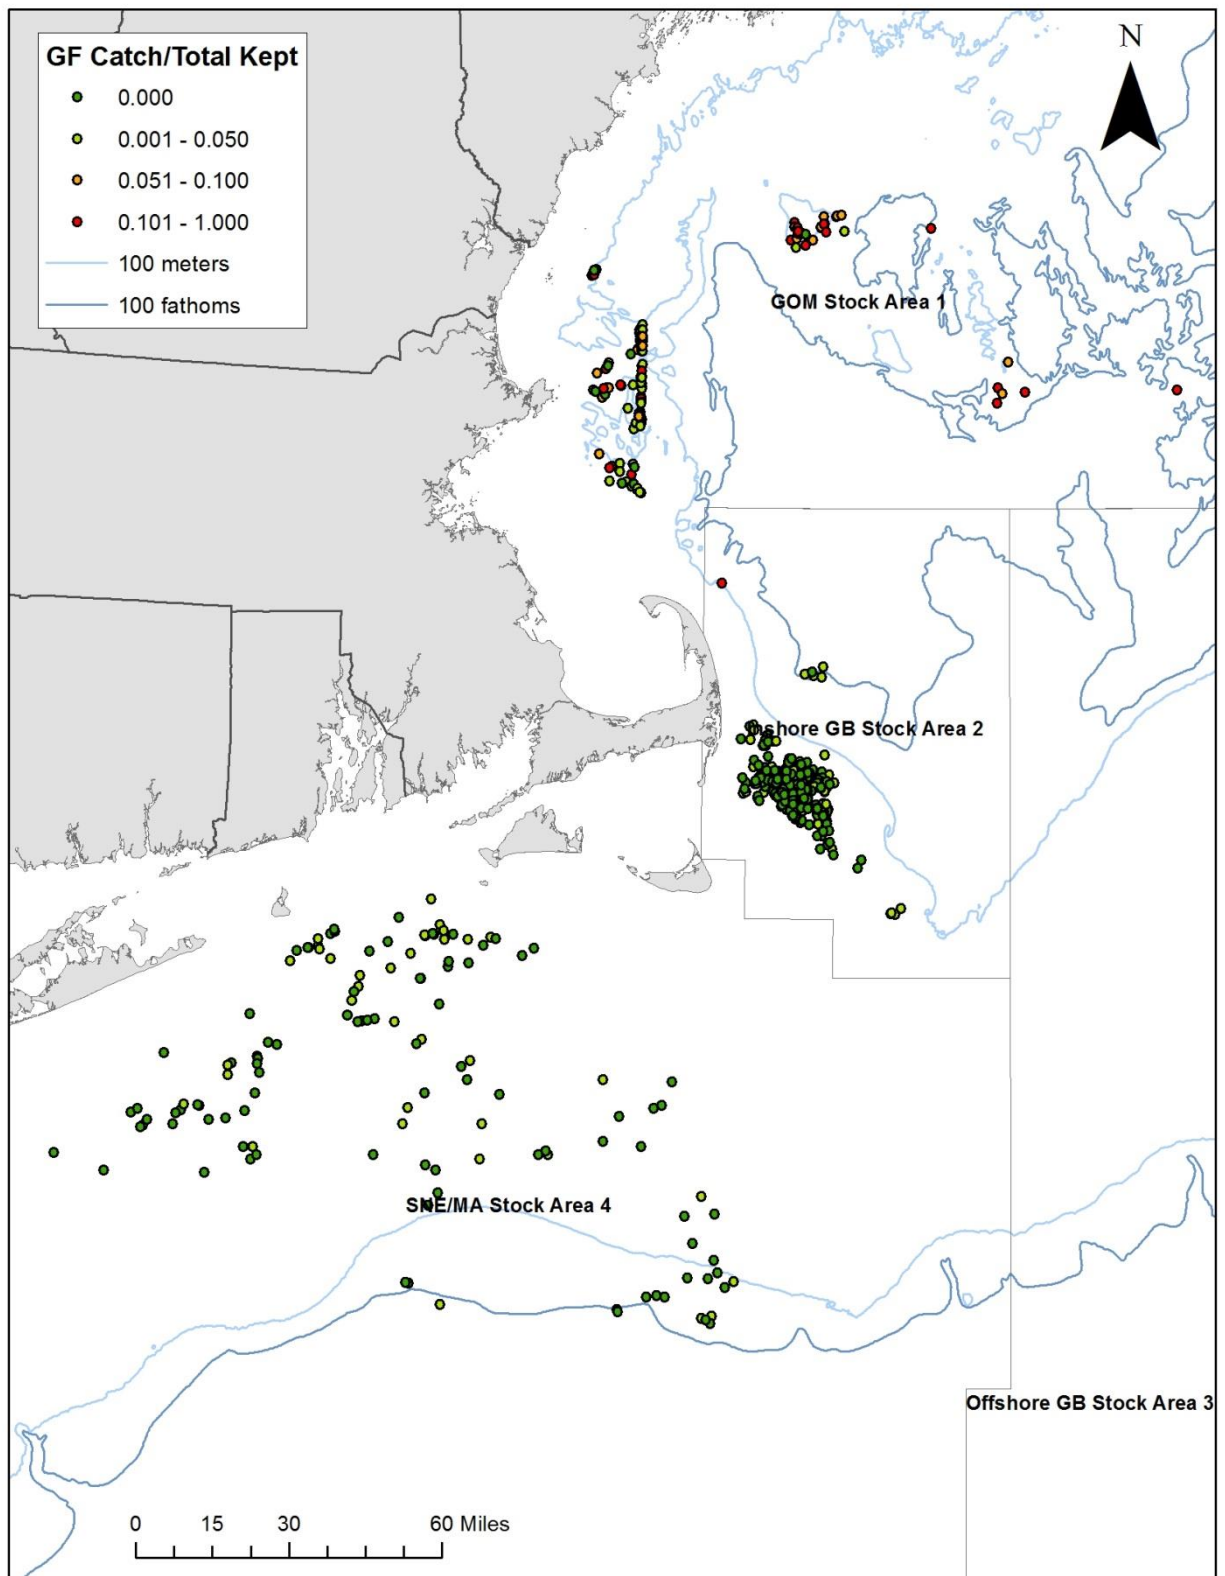 GF Catch/Total Kept
0.000
0.001 - 0.050
0.051 - 0.100
0.101 - 1.000
100 meters
100 fathoms
N
GOM Stock Area 1
Inshore GB Stock Area 2
SNE/MA Stock Area 4
Offshore GB Stock Area 3
0 15 30 60 Miles